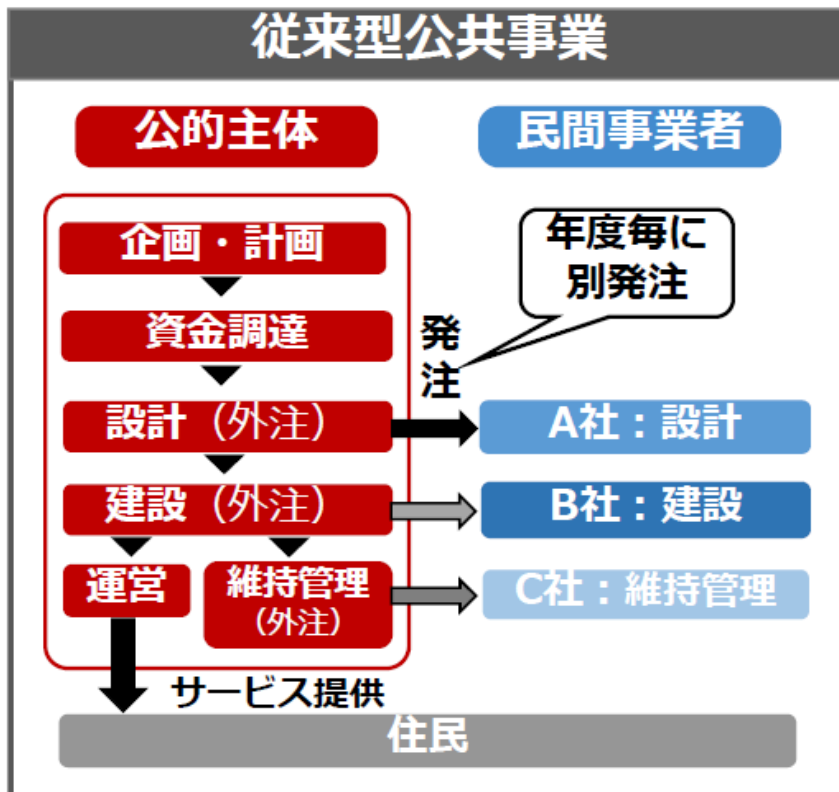 従来型公共事業
公的主体
民間事業者
企画・計画
年度毎に
別発注
資金調達
発
注
設計（外注）
A社：設計
建設（外注）
B社：建設
運営
維持管理
（外注）
C社：維持管理
サービス提供
住民